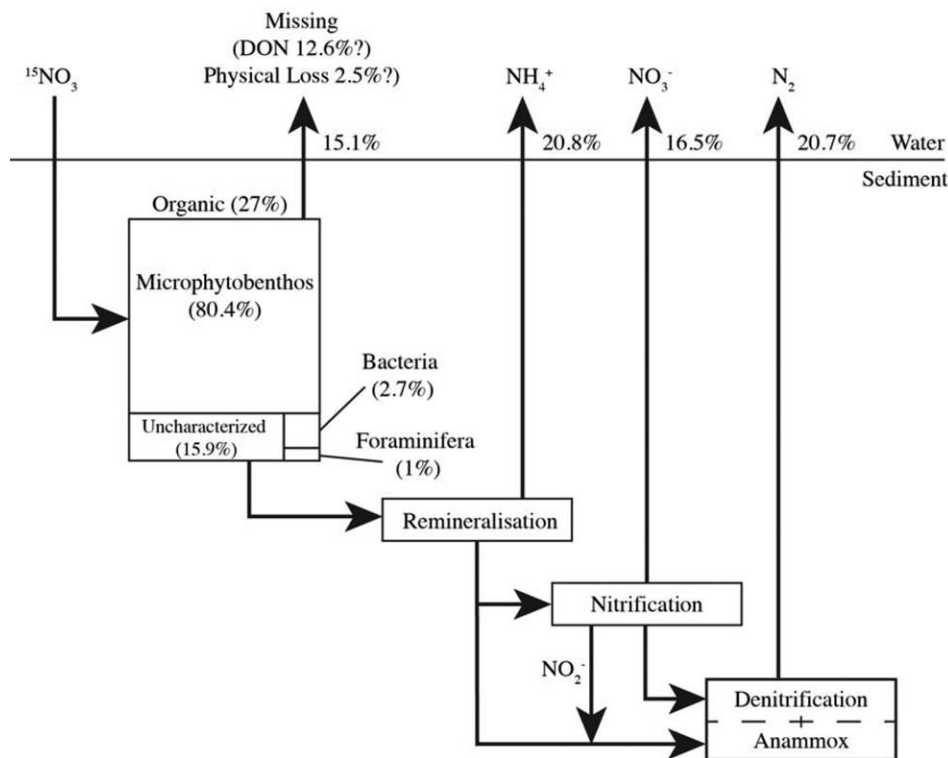 Missing
(DON 12.6%?)
Physical Loss 2.5%?)
¹⁵NO₃
NH₄⁺
NO₃⁻
N₂
15.1%
20.8%
16.5%
20.7%
Water
Sediment
Organic (27%)
Microphytobenthos
(80.4%)
Bacteria
(2.7%)
Uncharacterized
(15.9%)
Foraminifera
(1%)
Remineralisation
Nitrification
NO₂⁻
Denitrification
Anammox